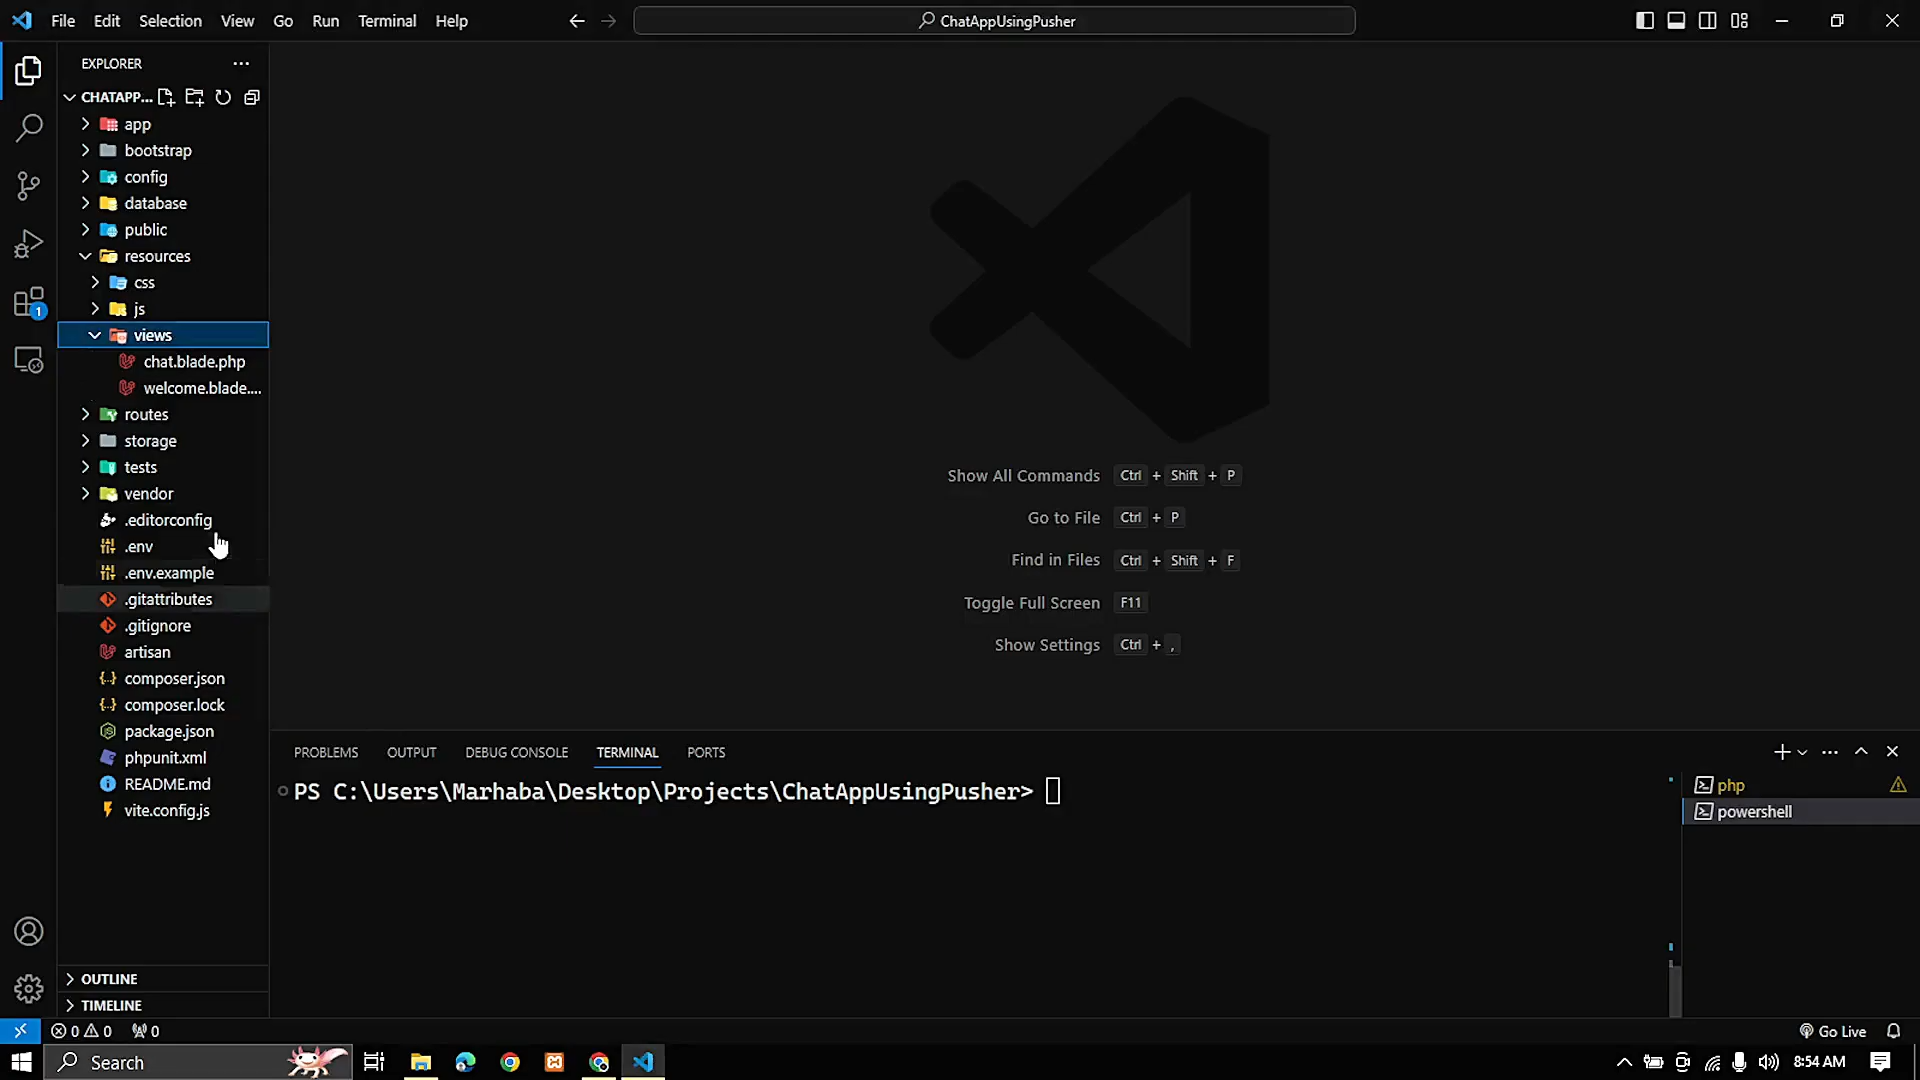 File Edit Selection View Go Run Terminal Help
ChatAppUsingPusher
EXPLORER
CHATAPP...
app
bootstrap
config
database
public
resources
css
js
views
chat.blade.php
welcome.blade....
routes
storage
tests
vendor
.editorconfig
.env
.env.example
.gitattributes
.gitignore
artisan
composer.json
composer.lock
package.json
phpunit.xml
README.md
vite.config.js
OUTLINE
TIMELINE
1
Show All Commands Ctrl + Shift + P
Go to File Ctrl + P
Find in Files Ctrl + Shift + F
Toggle Full Screen F11
Show Settings Ctrl + ,
PROBLEMS OUTPUT DEBUG CONSOLE TERMINAL PORTS
PS C:\Users\Marhaba\Desktop\Projects\ChatAppUsingPusher>
php
powershell
0 0 0
Go Live
Search
8:54 AM